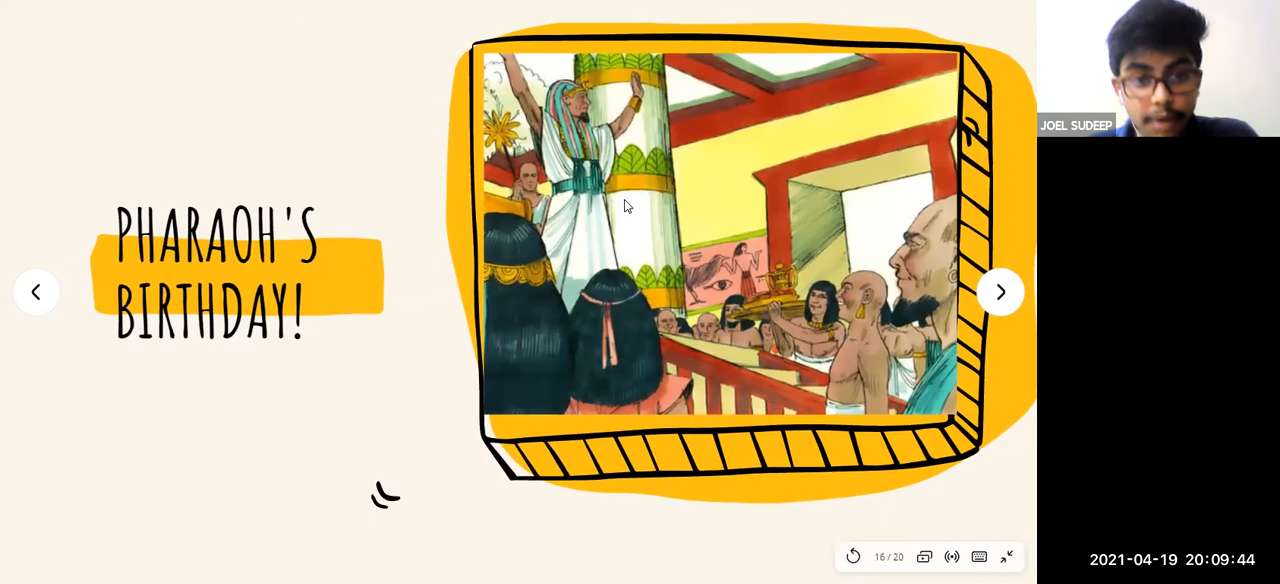 PHARAOH'S
BIRTHDAY!
JOEL SUDEEP
16 / 20
2021-04-19 20:09:44